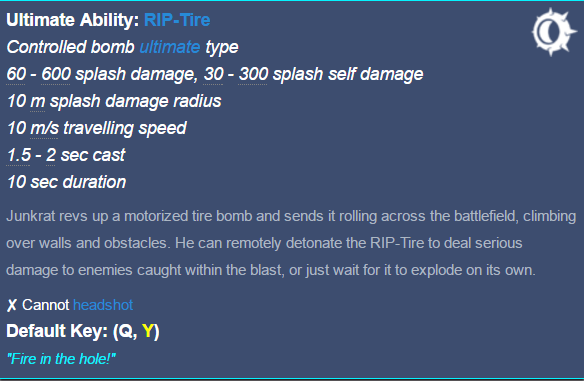 Ultimate Ability: RIP-Tire
Controlled bomb ultimate type
60 - 600 splash damage, 30 - 300 splash self damage
10 m splash damage radius
10 m/s travelling speed
1.5 - 2 sec cast
10 sec duration
Junkrat revs up a motorized tire bomb and sends it rolling across the battlefield, climbing
over walls and obstacles. He can remotely detonate the RIP-Tire to deal serious
damage to enemies caught within the blast, or just wait for it to explode on its own.
✗ Cannot headshot
Default Key: (Q, Y)
"Fire in the hole!"